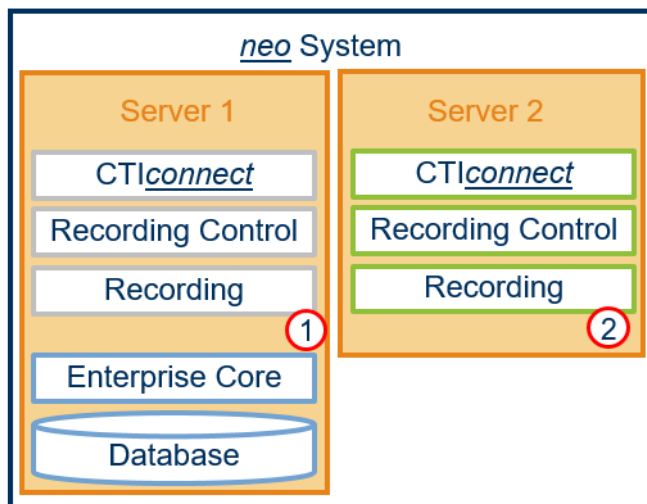 neo System
Server 1
CTIconnect
Recording Control
Recording
1
Enterprise Core
Database
Server 2
CTIconnect
Recording Control
Recording
2